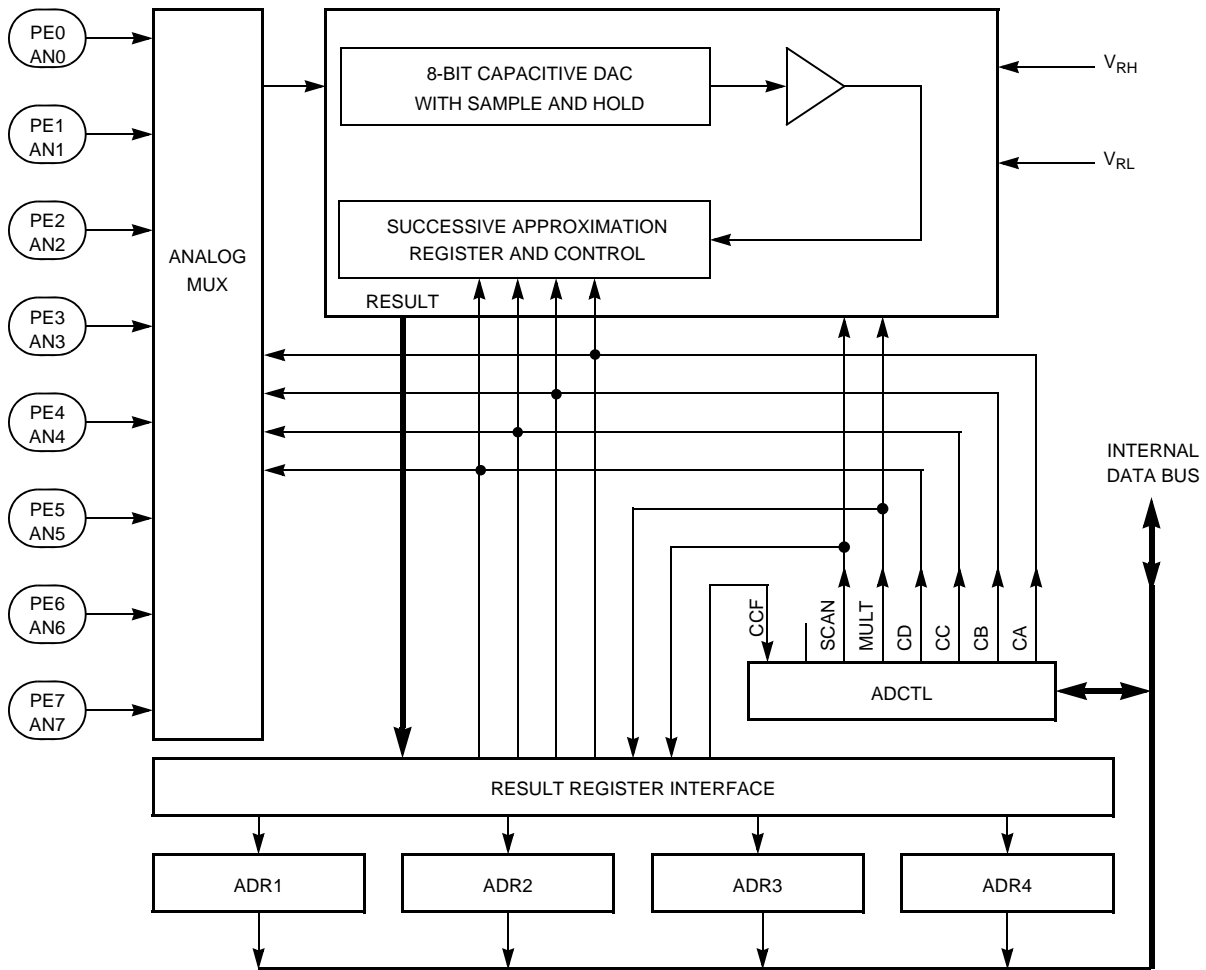 PE0
AN0
PE1
AN1
PE2
AN2
PE3
AN3
PE4
AN4
PE5
AN5
PE6
AN6
PE7
AN7
ANALOG
MUX
8-BIT CAPACITIVE DAC
WITH SAMPLE AND HOLD
SUCCESSIVE APPROXIMATION
REGISTER AND CONTROL
RESULT
VRH
VRL
INTERNAL
DATA BUS
CCF
SCAN
MULT
CD
CC
CB
CA
ADCTL
RESULT REGISTER INTERFACE
ADR1
ADR2
ADR3
ADR4